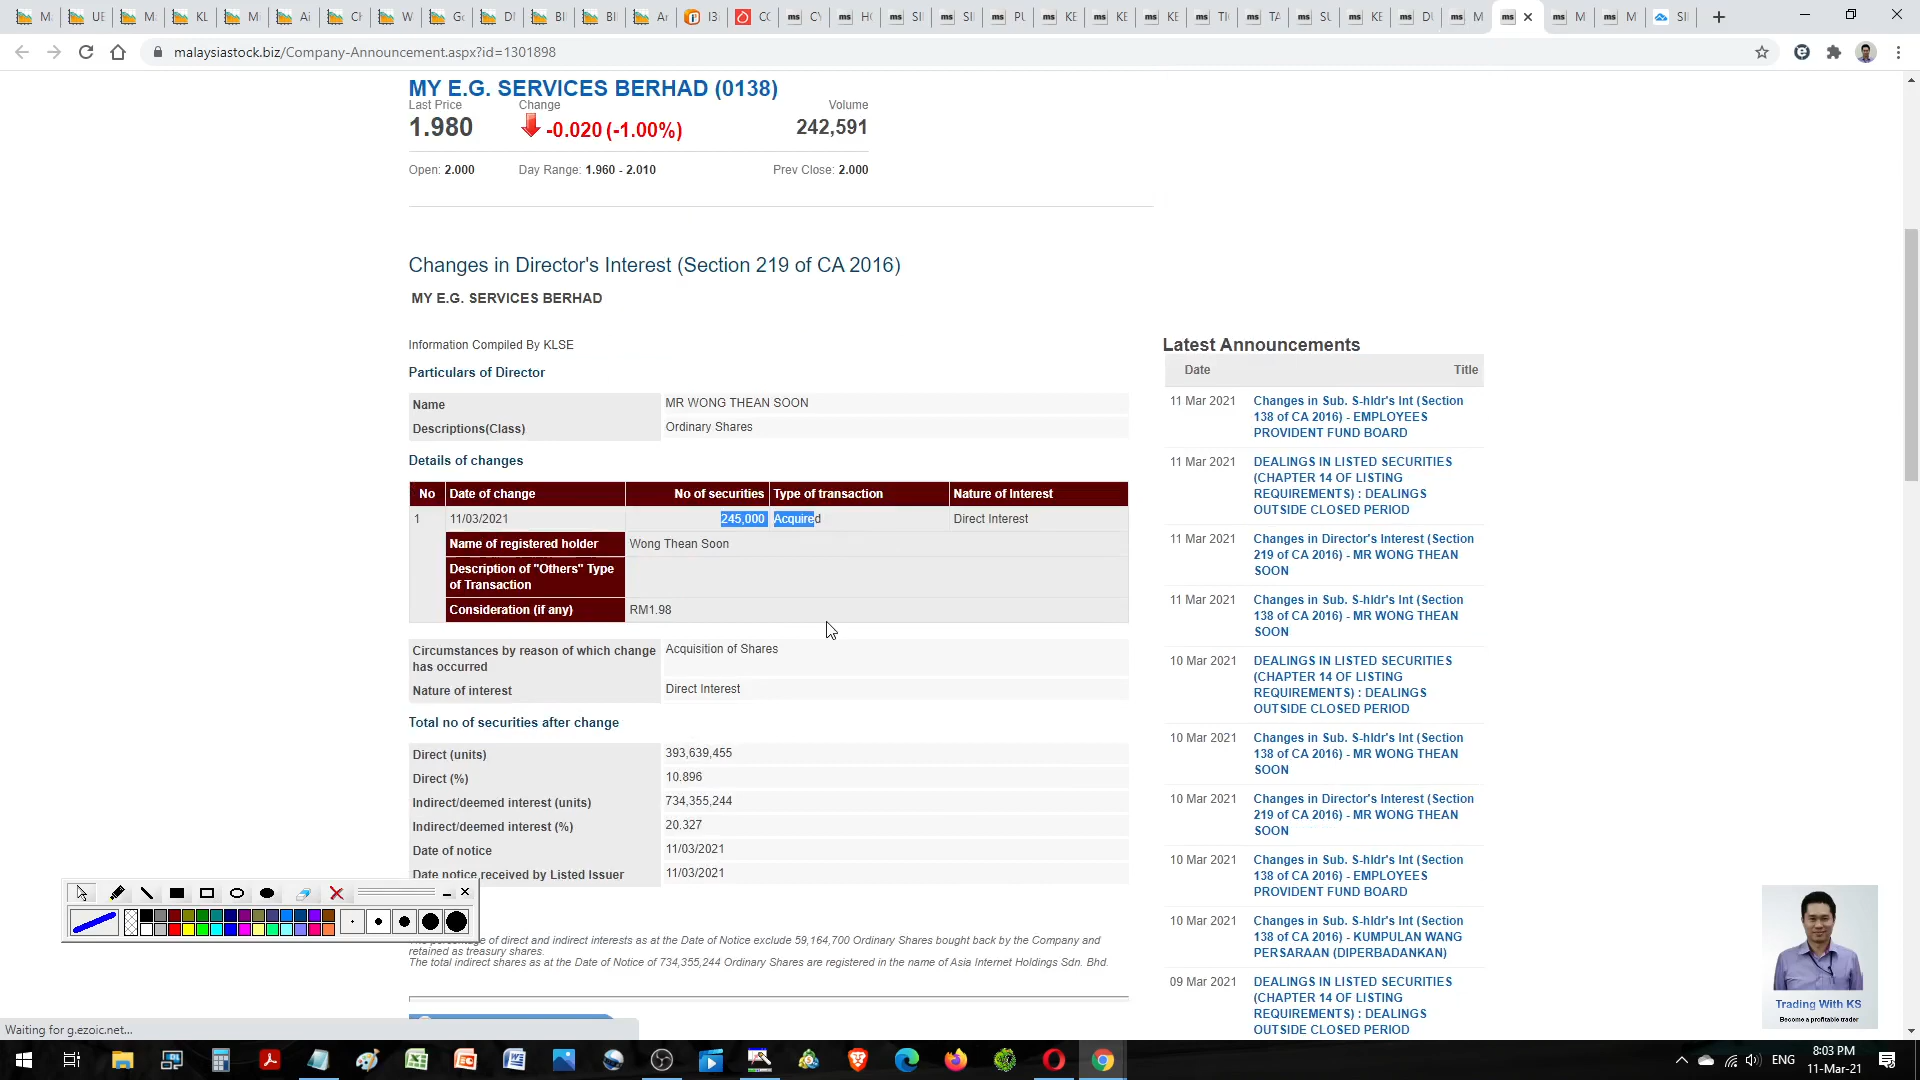 malaysiastock.biz/Company-Announcement.aspx?id=1301898
MY E.G. SERVICES BERHAD (0138)
Last Price Change Volume
1.980 -0.020 (-1.00%) 242,591
Open: 2.000 Day Range: 1.960 - 2.010 Prev Close: 2.000
Changes in Director's Interest (Section 219 of CA 2016)
MY E.G. SERVICES BERHAD
Information Compiled By KLSE
Particulars of Director
Name MR WONG THEAN SOON
Descriptions(Class) Ordinary Shares
Details of changes
No Date of change No of securities Type of transaction Nature of Interest
1 11/03/2021 245,000 Acquired Direct Interest
Name of registered holder Wong Thean Soon
Description of "Others" Type
of Transaction
Consideration (if any) RM1.98
Circumstances by reason of which change Acquisition of Shares
has occurred
Nature of interest Direct Interest
Total no of securities after change
Direct (units) 393,639,455
Direct (%) 10.896
Indirect/deemed interest (units) 734,355,244
Indirect/deemed interest (%) 20.327
Date of notice 11/03/2021
Date notice received by Listed Issuer 11/03/2021
percentage of direct and indirect interests as at the Date of Notice exclude 59,164,700 Ordinary Shares bought back by the Company and
retained as treasury shares.
The total indirect shares as at the Date of Notice of 734,355,244 Ordinary Shares are registered in the name of Asia Internet Holdings Sdn. Bhd.
Latest Announcements
Date Title
11 Mar 2021 Changes in Sub. S-hldr's Int (Section
138 of CA 2016) - EMPLOYEES
PROVIDENT FUND BOARD
11 Mar 2021 DEALINGS IN LISTED SECURITIES
(CHAPTER 14 OF LISTING
REQUIREMENTS) : DEALINGS
OUTSIDE CLOSED PERIOD
11 Mar 2021 Changes in Director's Interest (Section
219 of CA 2016) - MR WONG THEAN
SOON
11 Mar 2021 Changes in Sub. S-hldr's Int (Section
138 of CA 2016) - MR WONG THEAN
SOON
10 Mar 2021 DEALINGS IN LISTED SECURITIES
(CHAPTER 14 OF LISTING
REQUIREMENTS) : DEALINGS
OUTSIDE CLOSED PERIOD
10 Mar 2021 Changes in Sub. S-hldr's Int (Section
138 of CA 2016) - MR WONG THEAN
SOON
10 Mar 2021 Changes in Director's Interest (Section
219 of CA 2016) - MR WONG THEAN
SOON
10 Mar 2021 Changes in Sub. S-hldr's Int (Section
138 of CA 2016) - EMPLOYEES
PROVIDENT FUND BOARD
10 Mar 2021 Changes in Sub. S-hldr's Int (Section
138 of CA 2016) - KUMPULAN WANG
PERSARAAN (DIPERBADANKAN)
09 Mar 2021 DEALINGS IN LISTED SECURITIES
(CHAPTER 14 OF LISTING
REQUIREMENTS) : DEALINGS
OUTSIDE CLOSED PERIOD
Trading With KS
Become a profitable trader
Waiting for g.ezoic.net...
ENG
8:03 PM
11-Mar-21